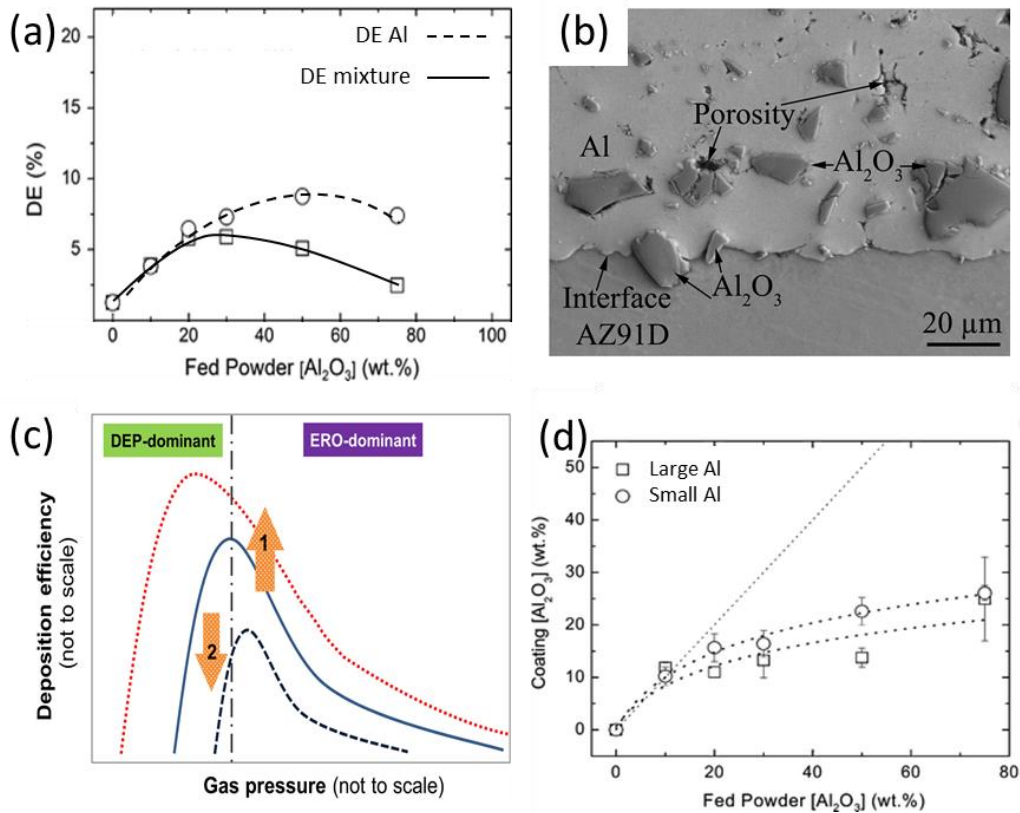 (a)
20
15
10
5
DE (%)
DE Al
DE mixture
0 20 40 60 80 100
Fed Powder [Al₂O₃] (wt.%)
(b)
Porosity
Al
Al₂O₃
Al₂O₃
Interface
AZ91D
20 µm
(c)
DEP-dominant
ERO-dominant
1
2
Deposition efficiency
(not to scale)
Gas pressure (not to scale)
(d)
50
40
30
20
10
0
Coating [Al₂O₃] (wt.%)
Large Al
Small Al
0 20 40 60 80
Fed Powder [Al₂O₃] (wt.%)